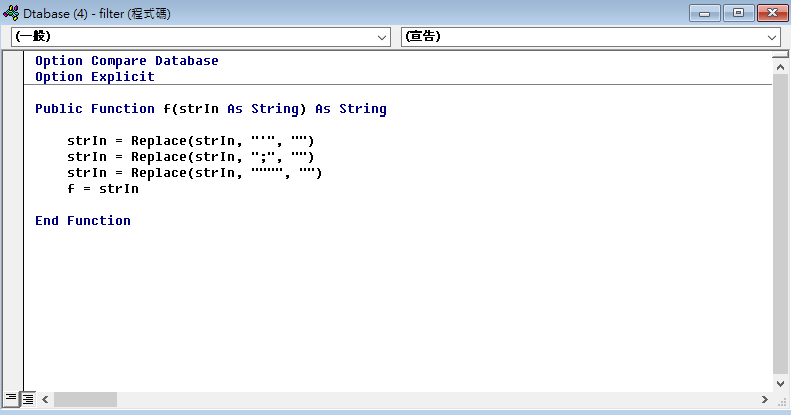 Dtabase (4) - filter (程式碼)
(一般) (宣告)
Option Compare Database
Option Explicit
Public Function f(strIn As String) As String
strIn = Replace(strIn, "'", "")
strIn = Replace(strIn, ";", "")
strIn = Replace(strIn, """", "")
f = strIn
End Function